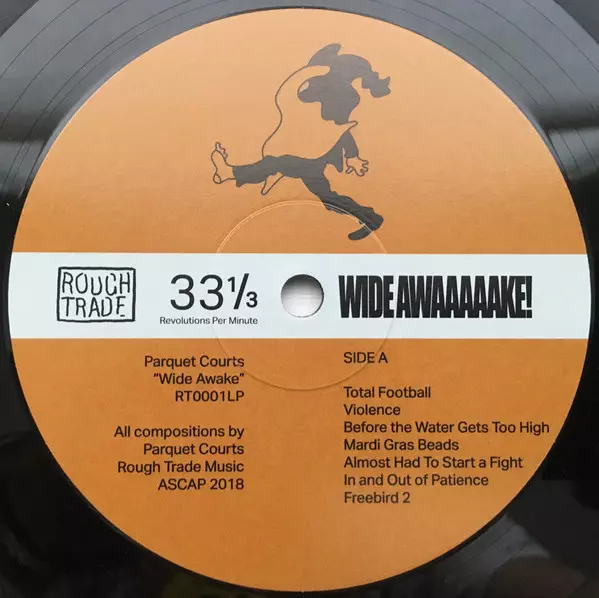 ROUGH
TRADE
33⅓
Revolutions Per Minute
WIDE AWAAAAAKE!
Parquet Courts
"Wide Awake"
RT0001LP
All compositions by
Parquet Courts
Rough Trade Music
ASCAP 2018
SIDE A
Total Football
Violence
Before the Water Gets Too High
Mardi Gras Beads
Almost Had To Start a Fight
In and Out of Patience
Freebird 2